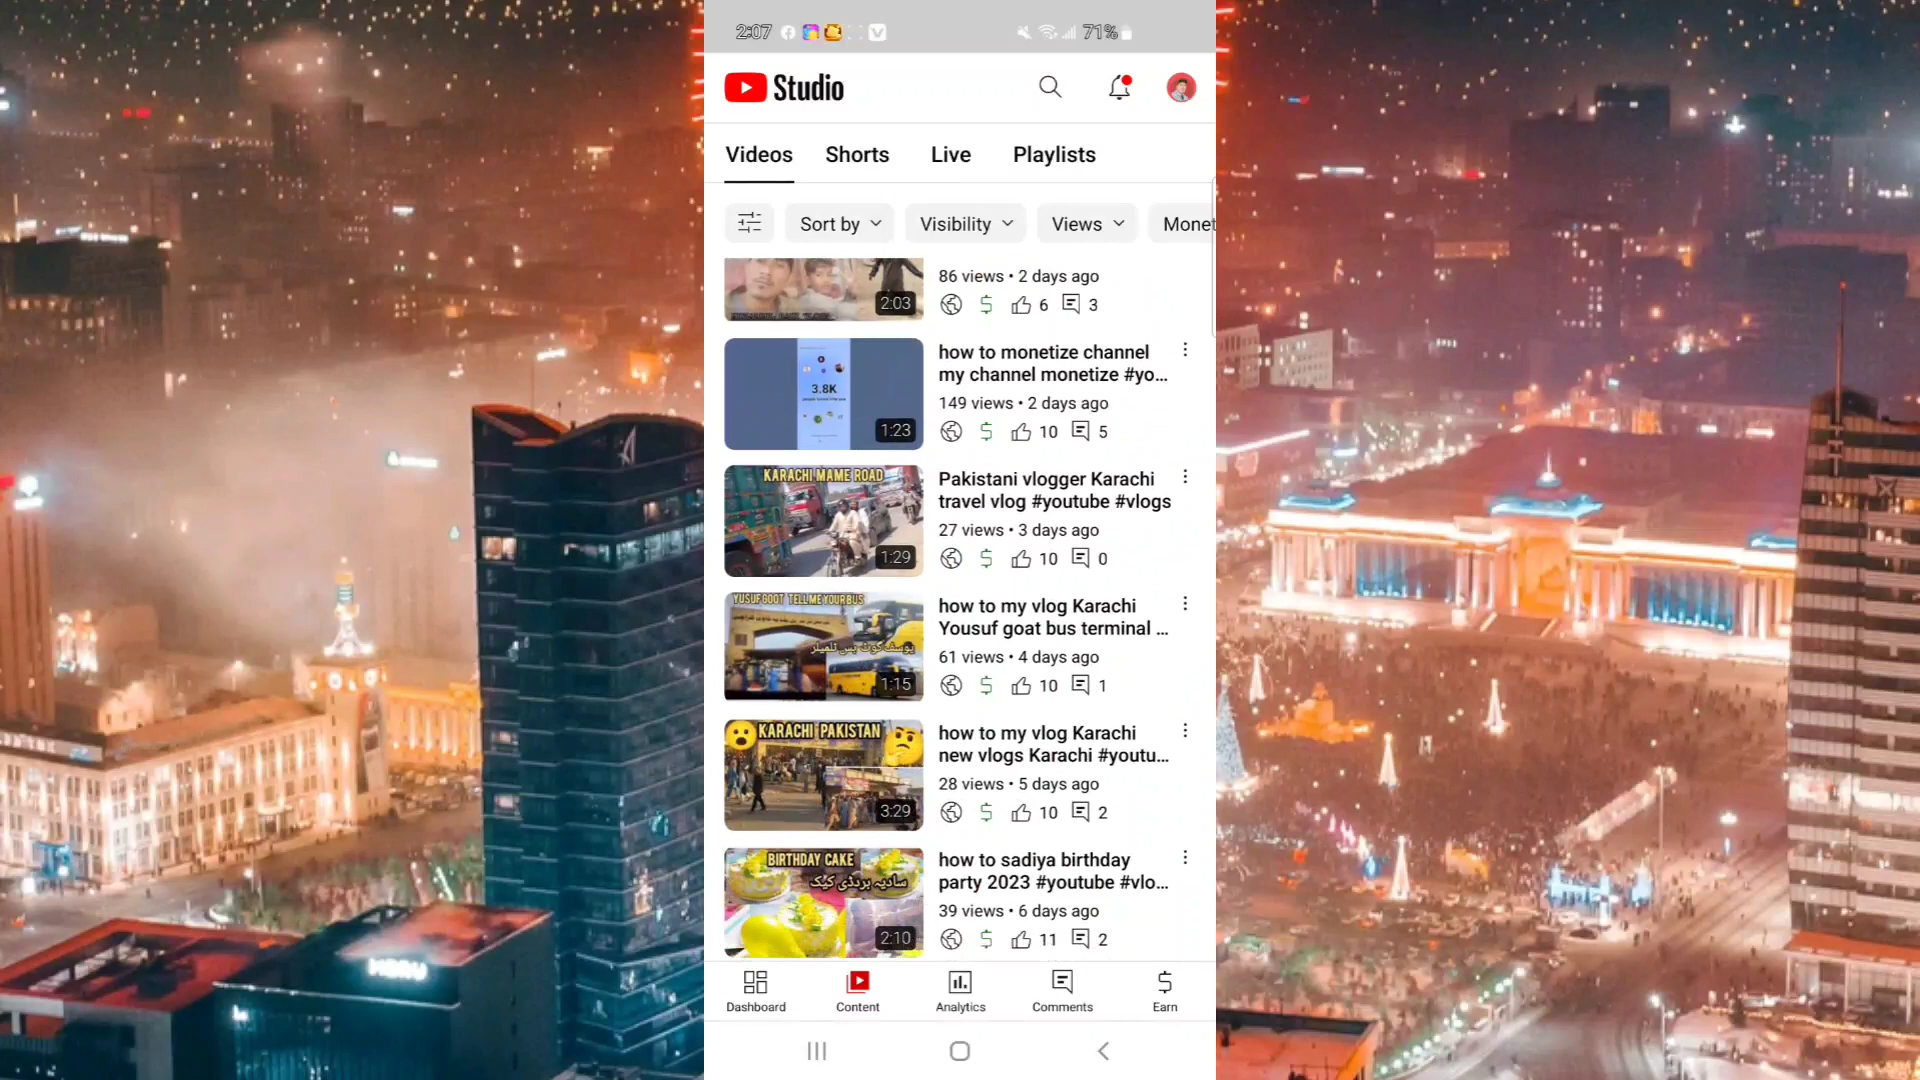 2:07
71%
Studio
Videos Shorts Live Playlists
Sort by Visibility Views Monet
2:03
86 views • 2 days ago
6 3
3.8K
1:23
how to monetize channel
my channel monetize #yo...
149 views • 2 days ago
10 5
KARACHI MAME ROAD
1:29
Pakistani vlogger Karachi
travel vlog #youtube #vlogs
27 views • 3 days ago
10 0
YUSUF GOOT TELL ME YOUR BUS
یوسف گوٹ بس ٹلمیلر
1:15
how to my vlog Karachi
Yousuf goat bus terminal ...
61 views • 4 days ago
10 1
KARACHI PAKISTAN
3:29
how to my vlog Karachi
new vlogs Karachi #youtu...
28 views • 5 days ago
10 2
BIRTHDAY CAKE
سادیہ بردڈی کیک
2:10
how to sadiya birthday
party 2023 #youtube #vlo...
39 views • 6 days ago
11 2
Dashboard Content Analytics Comments Earn